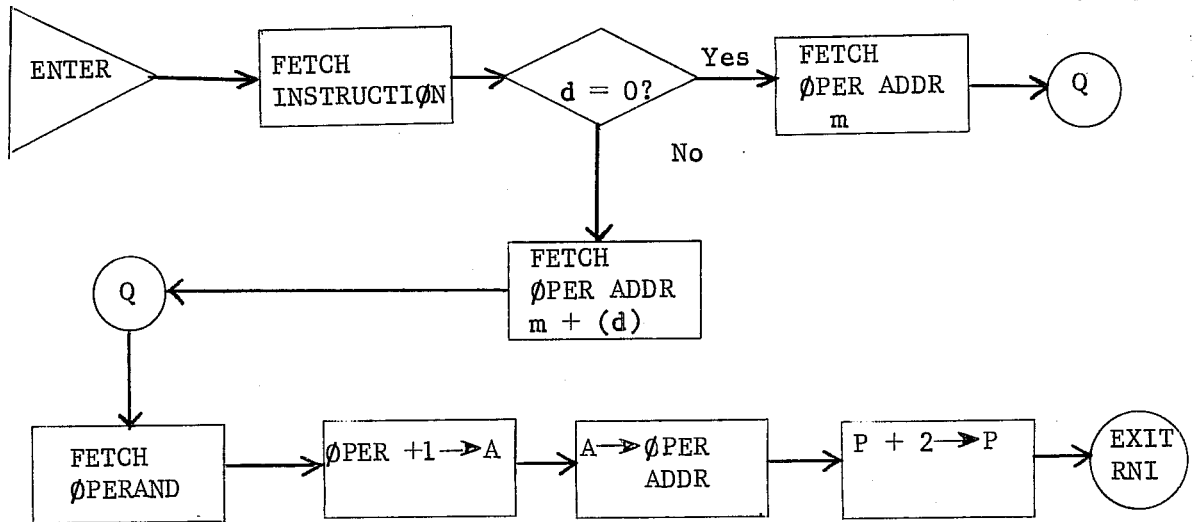 ENTER
FETCH
INSTRUCTIØN
d = 0?
Yes
FETCH
ØPER ADDR
m
Q
No
FETCH
ØPER ADDR
m + (d)
Q
FETCH
ØPERAND
ØPER +1→A
A→ØPER
ADDR
P + 2→P
EXIT
RNI